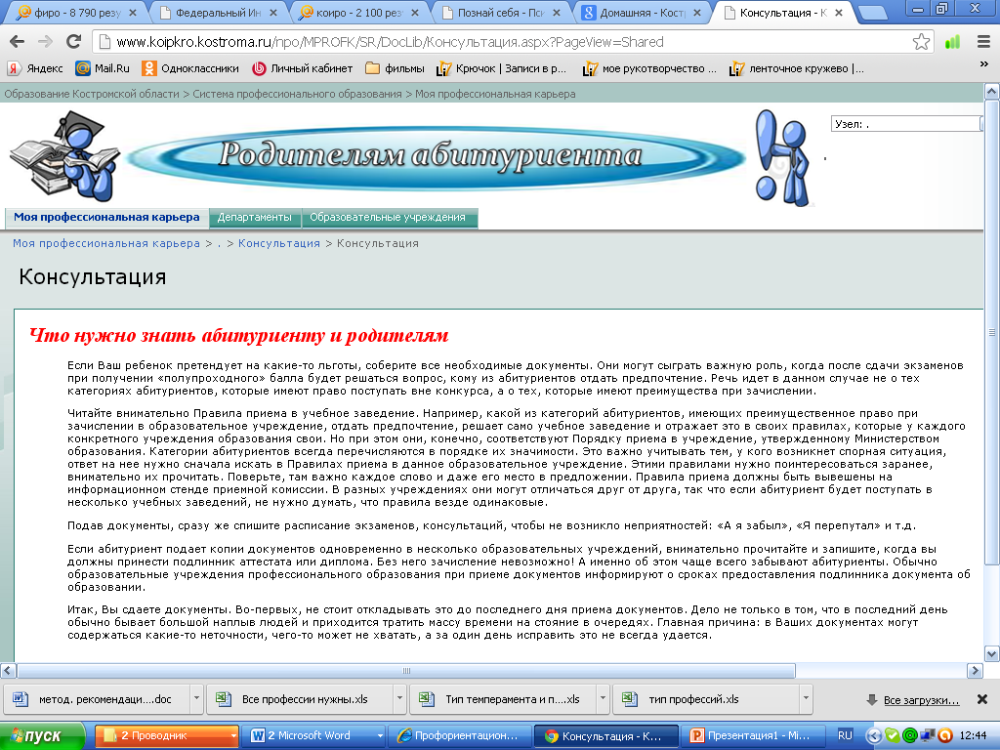 фиро - 8 790 резу
Федеральный Ин
коиро - 2 100 рез
Познай себя - Пси
Домашняя - Кост
Консультация - К
www.koipkro.kostroma.ru/npo/MPROFK/SR/DocLib/Консультация.aspx?PageView=Shared
Яндекс
Mail.Ru
Одноклассники
Личный кабинет
фильмы
Крючок | Записи в р...
мое рукотворчество ...
ленточное кружево |...
»
Образование Костромской области > Система профессионального образования > Моя профессиональная карьера
Родителям абитуриента
Узел: .
Моя профессиональная карьера
Департаменты
Образовательные учреждения
Моя профессиональная карьера > . > Консультация > Консультация
Консультация
Что нужно знать абитуриенту и родителям
Если Ваш ребенок претендует на какие-то льготы, соберите все необходимые документы. Они могут сыграть важную роль, когда после сдачи экзаменов
при получении «полупроходного» балла будет решаться вопрос, кому из абитуриентов отдать предпочтение. Речь идет в данном случае не о тех
категориях абитуриентов, которые имеют право поступать вне конкурса, а о тех, которые имеют преимущества при зачислении.
Читайте внимательно Правила приема в учебное заведение. Например, какой из категорий абитуриентов, имеющих преимущественное право при
зачислении в образовательное учреждение, отдать предпочтение, решает само учебное заведение и отражает это в своих правилах, которые у каждого
конкретного учреждения образования свои. Но при этом они, конечно, соответствуют Порядку приема в учреждение, утвержденному Министерством
образования. Категории абитуриентов всегда перечисляются в порядке их значимости. Это важно учитывать тем, у кого возникнет спорная ситуация,
ответ на нее нужно сначала искать в Правилах приема в данное образовательное учреждение. Этими правилами нужно поинтересоваться заранее,
внимательно их прочитать. Поверьте, там важно каждое слово и даже его место в предложении. Правила приема должны быть вывешены на
информационном стенде приемной комиссии. В разных учреждениях они могут отличаться друг от друга, так что если абитуриент будет поступать в
несколько учебных заведений, не нужно думать, что правила везде одинаковые.
Подав документы, сразу же спишите расписание экзаменов, консультаций, чтобы не возникло неприятностей: «А я забыл», «Я перепутал» и т.д.
Если абитуриент подает копии документов одновременно в несколько образовательных учреждений, внимательно прочитайте и запишите, когда вы
должны принести подлинник аттестата или диплома. Без него зачисление невозможно! А именно об этом чаще всего забывают абитуриенты. Обычно
образовательные учреждения профессионального образования при приеме документов информируют о сроках предоставления подлинника документа об
образовании.
Итак, Вы сдаете документы. Во-первых, не стоит откладывать это до последнего дня приема документов. Дело не только в том, что в последний день
обычно бывает большой наплыв людей и приходится тратить массу времени на стояние в очередях. Главная причина: в Ваших документах могут
содержаться какие-то неточности, чего-то может не хватать, а за один день исправить это не всегда удается.
метод. рекомендаци....doc
Все профессии нужны.xls
Тип темперамента и п....xls
тип профессий.xls
Все загрузки...
пуск
2 Проводник
2 Microsoft Word
Профориентацион...
Консультация - К...
Презентация1 - Mi...
RU
12:44